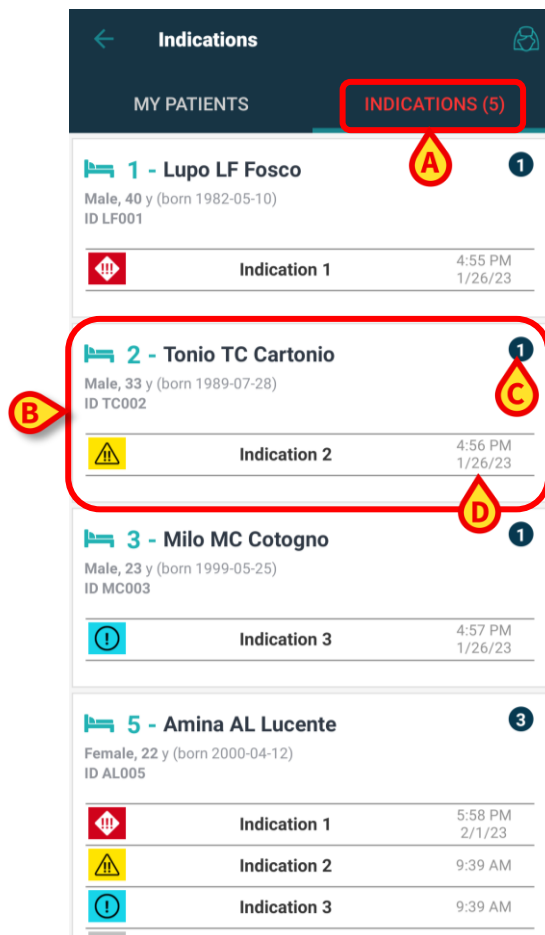 Indications
MY PATIENTS INDICATIONS (5)
A
1 - Lupo LF Fosco 1
Male, 40 y (born 1982-05-10)
ID LF001
!!! Indication 1 4:55 PM
1/26/23
2 - Tonio TC Cartonio 1
Male, 33 y (born 1989-07-28)
C
B
ID TC002
!! Indication 2 4:56 PM
1/26/23
D
3 - Milo MC Cotogno 1
Male, 23 y (born 1999-05-25)
ID MC003
! Indication 3 4:57 PM
1/26/23
5 - Amina AL Lucente 3
Female, 22 y (born 2000-04-12)
ID AL005
!!! Indication 1 5:58 PM
2/1/23
!! Indication 2 9:39 AM
! Indication 3 9:39 AM